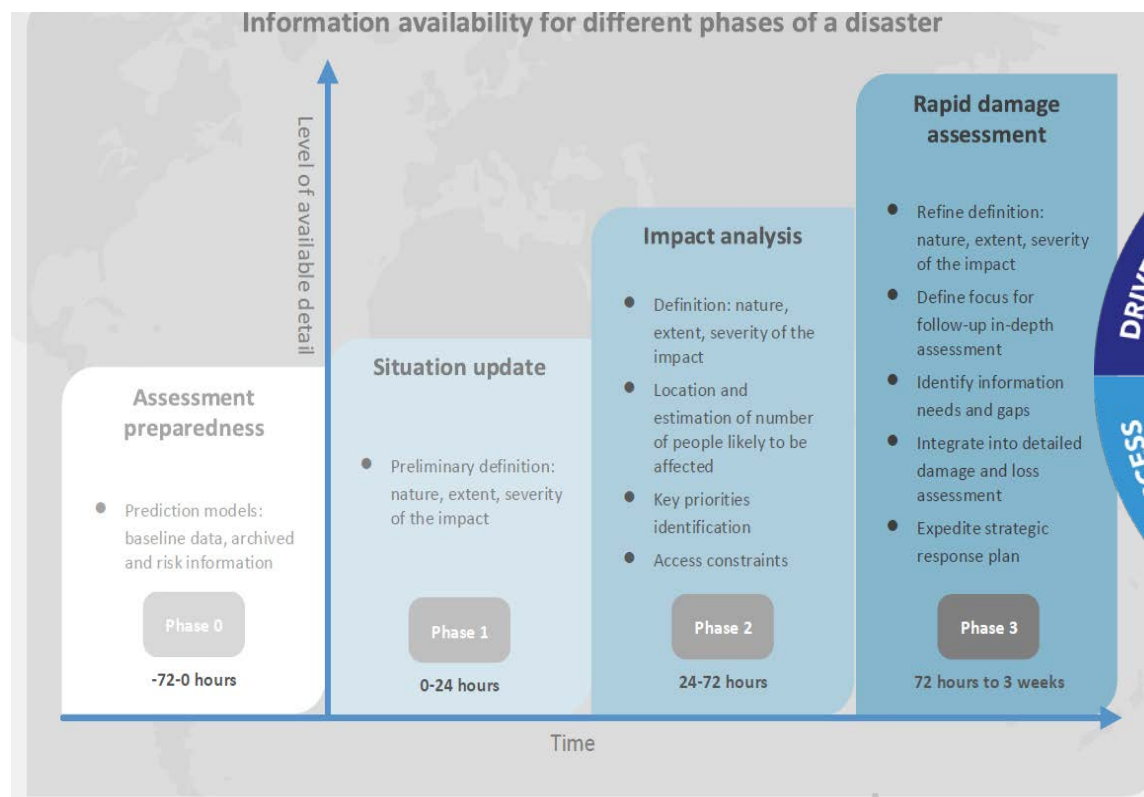 Information availability for different phases of a disaster
Level of available detail
Assessment
preparedness
● Prediction models:
baseline data, archived
and risk information
Phase 0
-72-0 hours
Situation update
● Preliminary definition:
nature, extent, severity
of the impact
Phase 1
0-24 hours
Impact analysis
● Definition: nature,
extent, severity of the
impact
● Location and
estimation of number
of people likely to be
affected
● Key priorities
identification
● Access constraints
Phase 2
24-72 hours
Rapid damage
assessment
● Refine definition:
nature, extent, severity
of the impact
● Define focus for
follow-up in-depth
assessment
● Identify information
needs and gaps
● Integrate into detailed
damage and loss
assessment
● Expedite strategic
response plan
Phase 3
72 hours to 3 weeks
Time